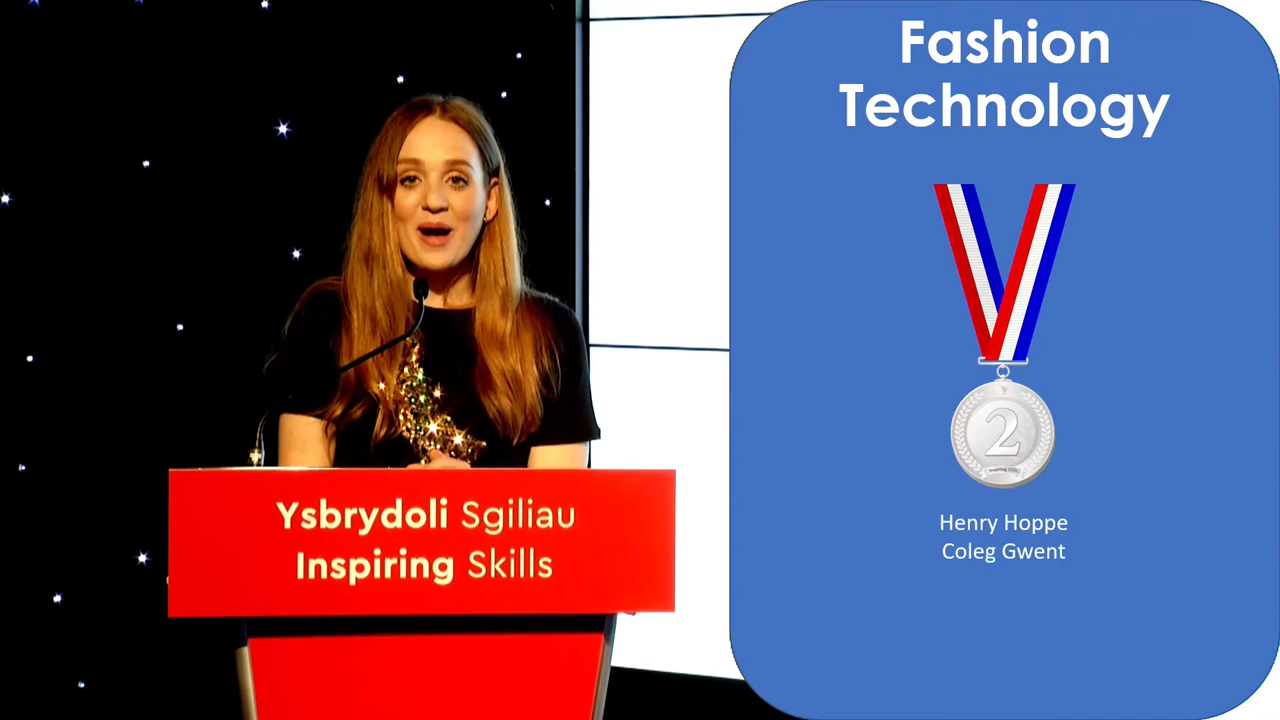 Fashion
Technology
2
Henry Hoppe
Coleg Gwent
Ysbrydoli Sgiliau
Inspiring Skills